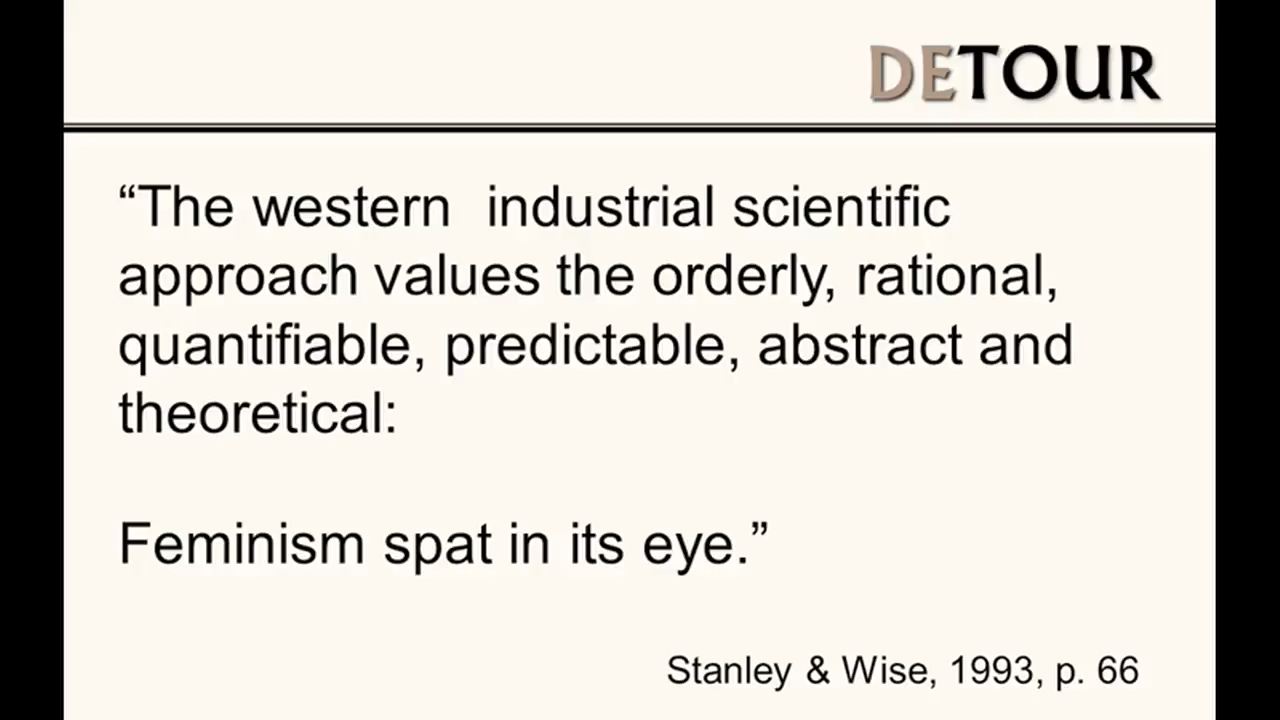 DETOUR
“The western  industrial scientific
approach values the orderly, rational,
quantifiable, predictable, abstract and
theoretical:
Feminism spat in its eye.”
Stanley & Wise, 1993, p. 66